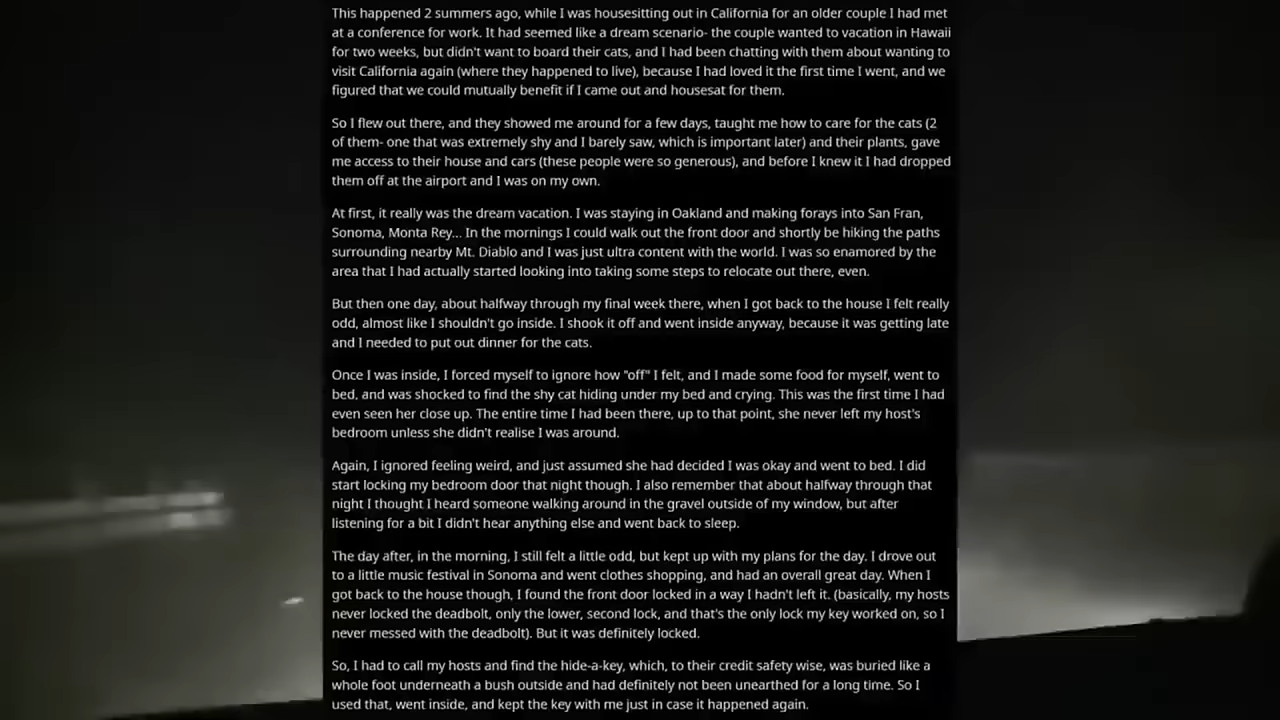 This happened 2 summers ago, while I was housesitting out in California for an older couple I had met
at a conference for work. It had seemed like a dream scenario- the couple wanted to vacation in Hawaii
for two weeks, but didn't want to board their cats, and I had been chatting with them about wanting to
visit California again (where they happened to live), because I had loved it the first time I went, and we
figured that we could mutually benefit if I came out and housesat for them.
So I flew out there, and they showed me around for a few days, taught me how to care for the cats (2
of them- one that was extremely shy and I barely saw, which is important later) and their plants, gave
me access to their house and cars (these people were so generous), and before I knew it I had dropped
them off at the airport and I was on my own.
At first, it really was the dream vacation. I was staying in Oakland and making forays into San Fran,
Sonoma, Monta Rey... In the mornings I could walk out the front door and shortly be hiking the paths
surrounding nearby Mt. Diablo and I was just ultra content with the world. I was so enamored by the
area that I had actually started looking into taking some steps to relocate out there, even.
But then one day, about halfway through my final week there, when I got back to the house I felt really
odd, almost like I shouldn't go inside. I shook it off and went inside anyway, because it was getting late
and I needed to put out dinner for the cats.
Once I was inside, I forced myself to ignore how "off" I felt, and I made some food for myself, went to
bed, and was shocked to find the shy cat hiding under my bed and crying. This was the first time I had
even seen her close up. The entire time I had been there, up to that point, she never left my host's
bedroom unless she didn't realise I was around.
Again, I ignored feeling weird, and just assumed she had decided I was okay and went to bed. I did
start locking my bedroom door that night though. I also remember that about halfway through that
night I thought I heard someone walking around in the gravel outside of my window, but after
listening for a bit I didn't hear anything else and went back to sleep.
The day after, in the morning, I still felt a little odd, but kept up with my plans for the day. I drove out
to a little music festival in Sonoma and went clothes shopping, and had an overall great day. When I
got back to the house though, I found the front door locked in a way I hadn't left it. (basically, my hosts
never locked the deadbolt, only the lower, second lock, and that's the only lock my key worked on, so I
never messed with the deadbolt). But it was definitely locked.
So, I had to call my hosts and find the hide-a-key, which, to their credit safety wise, was buried like a
whole foot underneath a bush outside and had definitely not been unearthed for a long time. So I
used that, went inside, and kept the key with me just in case it happened again.